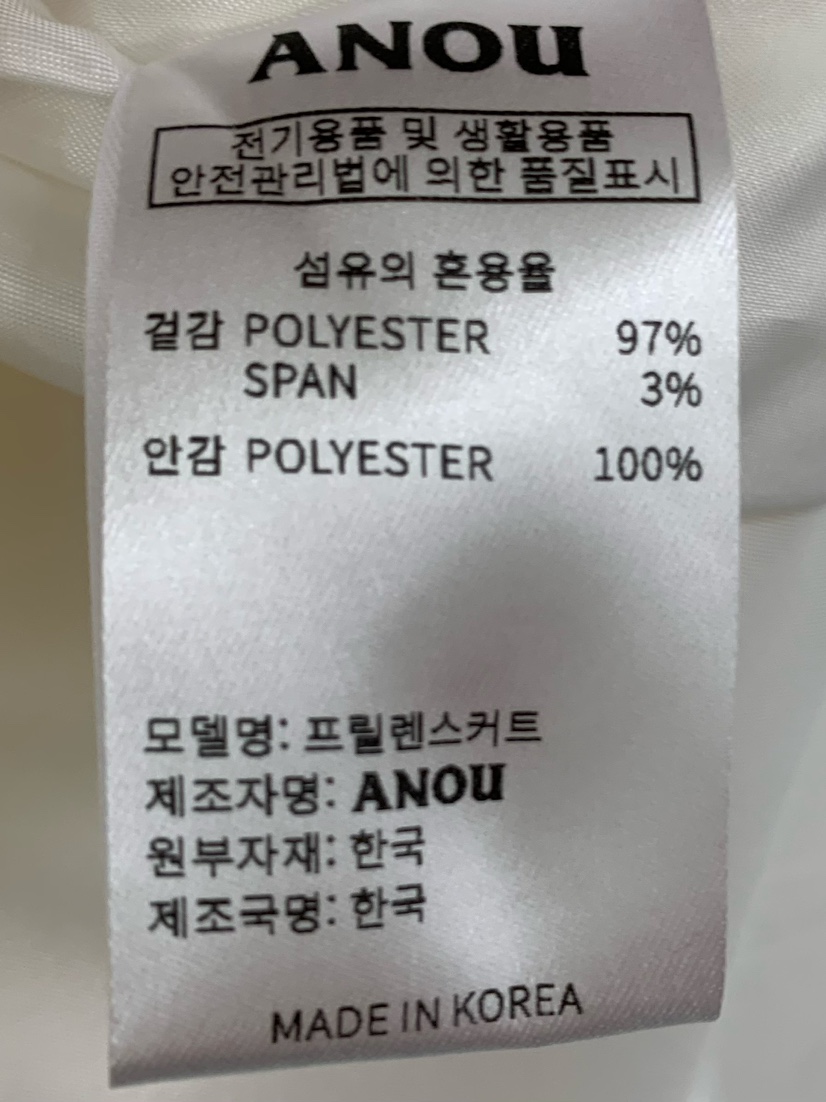 ANOU
전기용품 및 생활용품
안전관리법에 의한 품질표시
섬유의 혼용율
겉감 POLYESTER 97%
SPAN 3%
안감 POLYESTER 100%
모델명: 프릴렌스커트
제조자명: ANOU
원부자재: 한국
제조국명: 한국
MADE IN KOREA